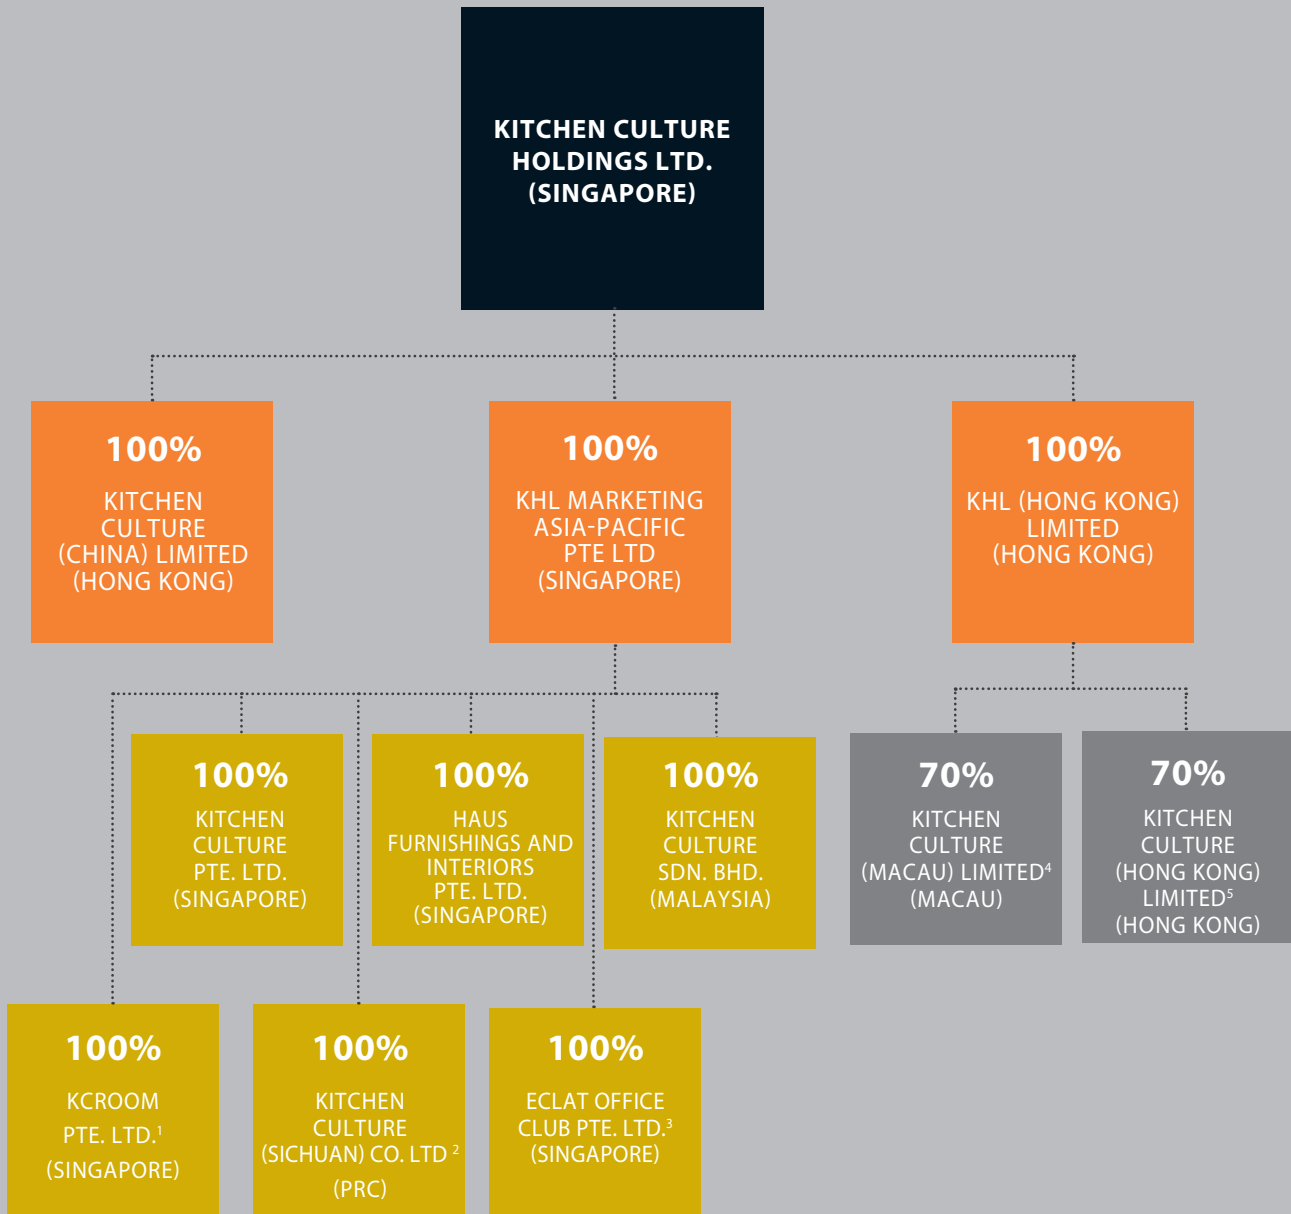 KITCHEN CULTURE
HOLDINGS LTD.
(SINGAPORE)
100%
KITCHEN
CULTURE
(CHINA) LIMITED
(HONG KONG)
100%
KHL MARKETING
ASIA-PACIFIC
PTE LTD
(SINGAPORE)
100%
KHL (HONG KONG)
LIMITED
(HONG KONG)
100%
KITCHEN
CULTURE
PTE. LTD.
(SINGAPORE)
100%
HAUS
FURNISHINGS AND
INTERIORS
PTE. LTD.
(SINGAPORE)
100%
KITCHEN
CULTURE
SDN. BHD.
(MALAYSIA)
70%
KITCHEN
CULTURE
(MACAU) LIMITED⁴
(MACAU)
70%
KITCHEN
CULTURE
(HONG KONG)
LIMITED⁵
(HONG KONG)
100%
KCROOM
PTE. LTD.¹
(SINGAPORE)
100%
KITCHEN
CULTURE
(SICHUAN) CO. LTD ²
(PRC)
100%
ECLAT OFFICE
CLUB PTE. LTD.³
(SINGAPORE)